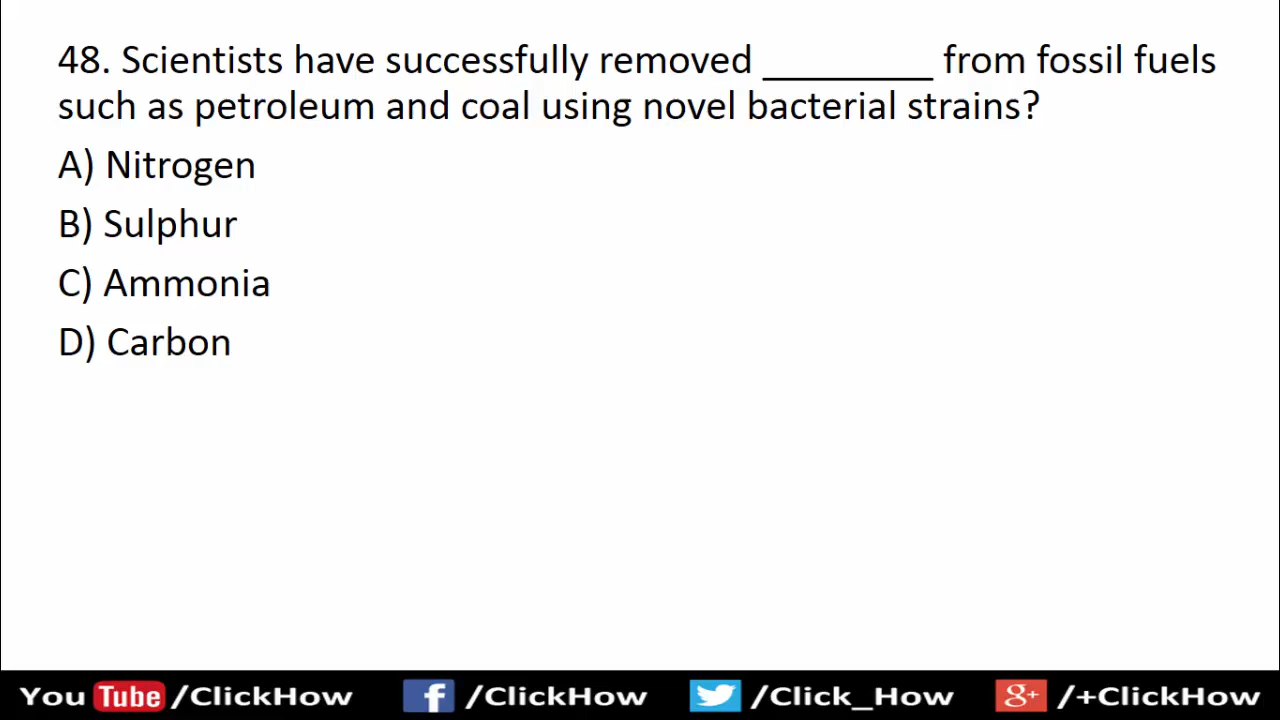 48. Scientists have successfully removed ________ from fossil fuels
such as petroleum and coal using novel bacterial strains?
A) Nitrogen
B) Sulphur
C) Ammonia
D) Carbon
You Tube /ClickHow f /ClickHow /Click_How g+ /+ClickHow